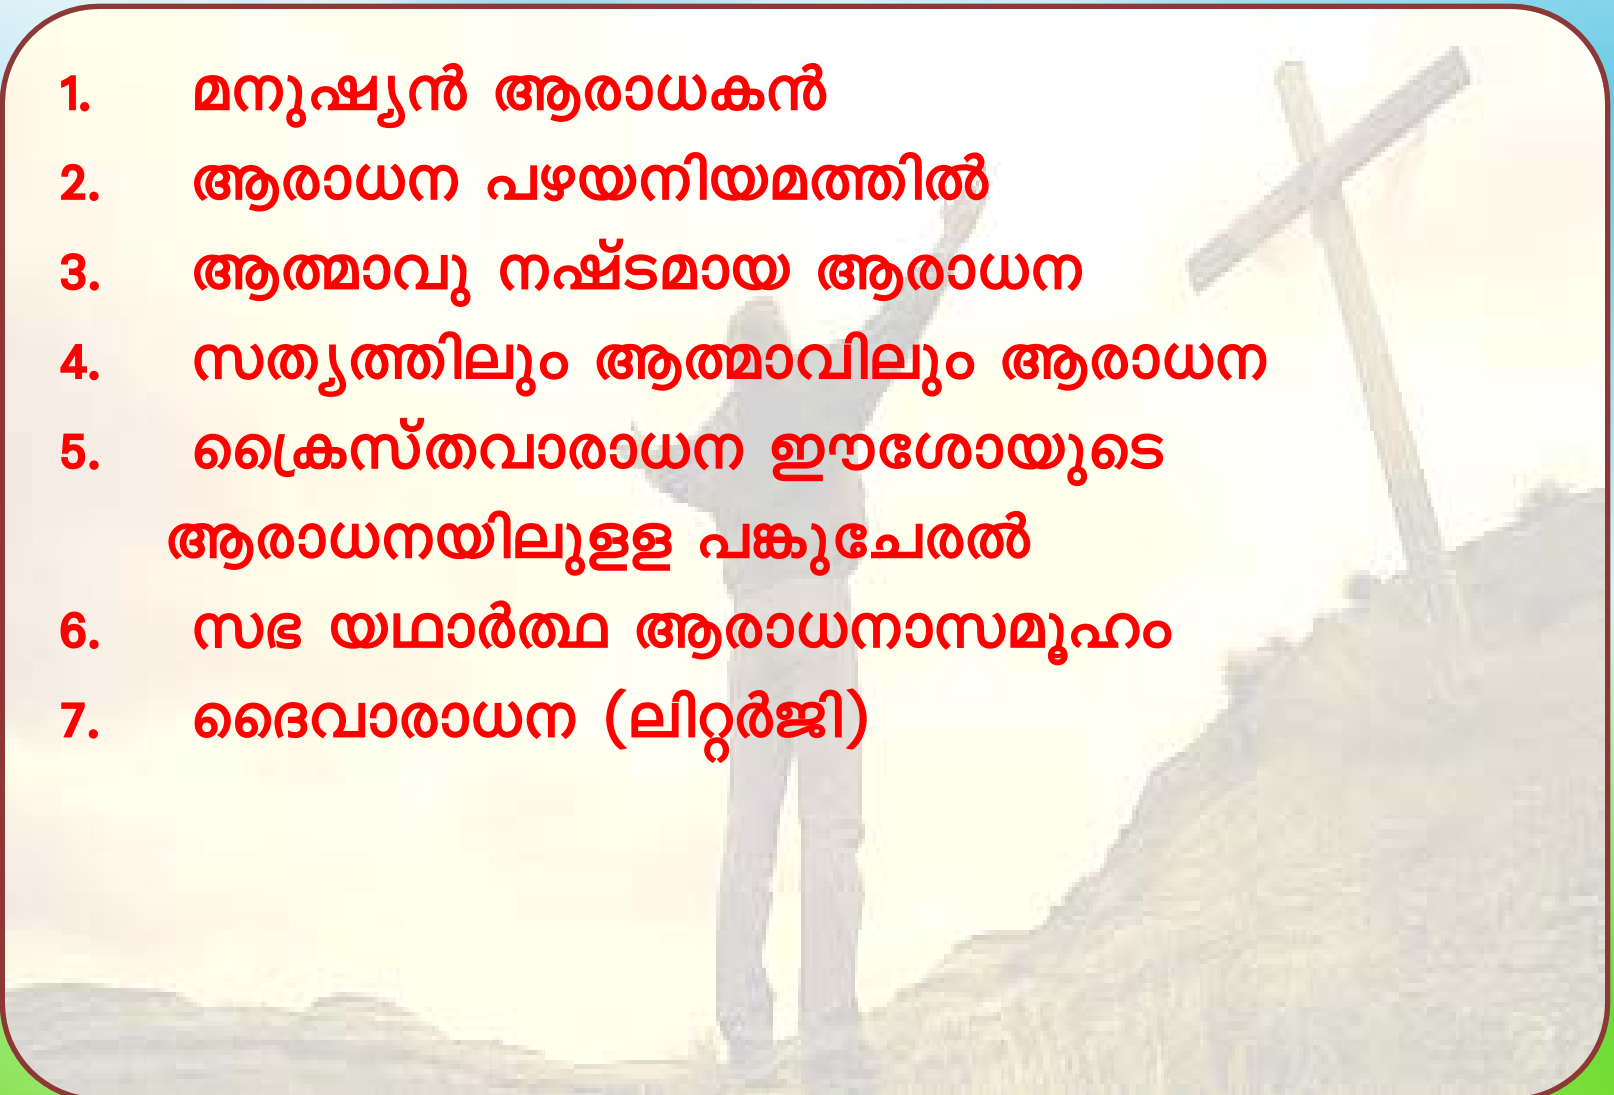 1. മനുഷ്യൻ ആരാധകൻ
2. ആരാധന പഴയനിയമത്തിൽ
3. ആത്മാവു നഷ്ടമായ ആരാധന
4. സത്യത്തിലും ആത്മാവിലും ആരാധന
5. ക്രൈസ്തവാരാധന ഈശോയുടെ
ആരാധനയിലുളള പങ്കുചേരൽ
6. സഭ യഥാർത്ഥ ആരാധനാസമൂഹം
7. ദൈവാരാധന (ലിറ്റർജി)